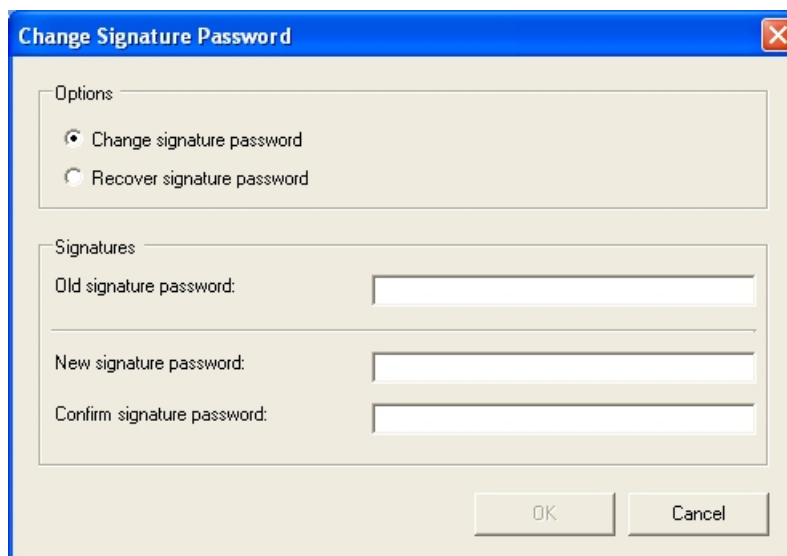 Change Signature Password
Options
Change signature password
Recover signature password
Signatures
Old signature password:
New signature password:
Confirm signature password:
OK
Cancel